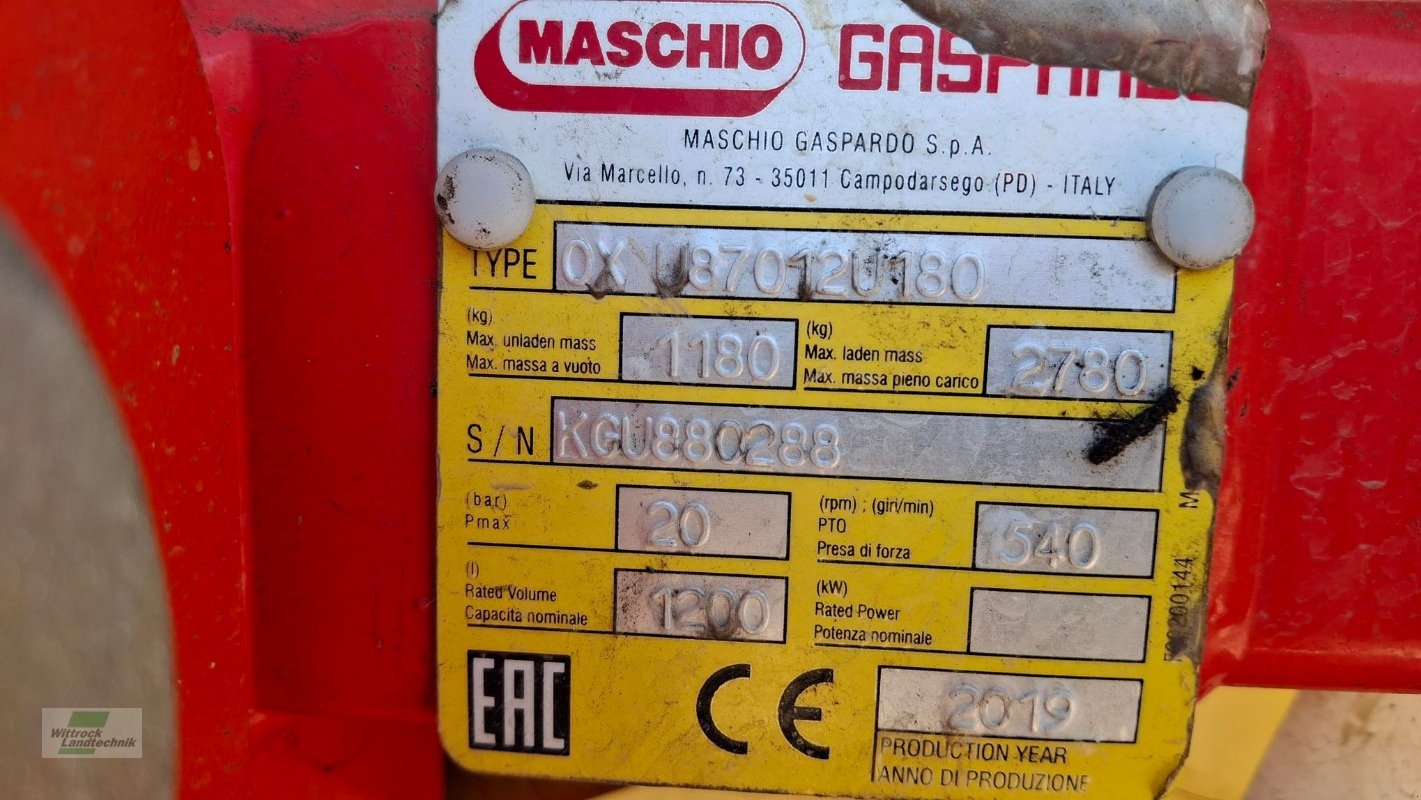 MASCHIO
MASCHIO GASPARDO S.p.A.
Via Marcello, n. 73 - 35011 Campodarsego (PD) - ITALY
TYPE
(kg)
Max. unladen mass
Max. massa a vuoto
1180
(kg)
Max. laden mass
Max. massa pieno carico
2780
S/N KGU880288
(bar)
Pmax
20
(rpm) ; (giri/min)
PTO
Presa di forza
540
(l)
Rated Volume
Capacità nominale
1200
(kW)
Rated Power
Potenza nominale
EAC
CE
2019
PRODUCTION YEAR
ANNO DI PRODUZIONE
M
Wittrock
Landtechnik